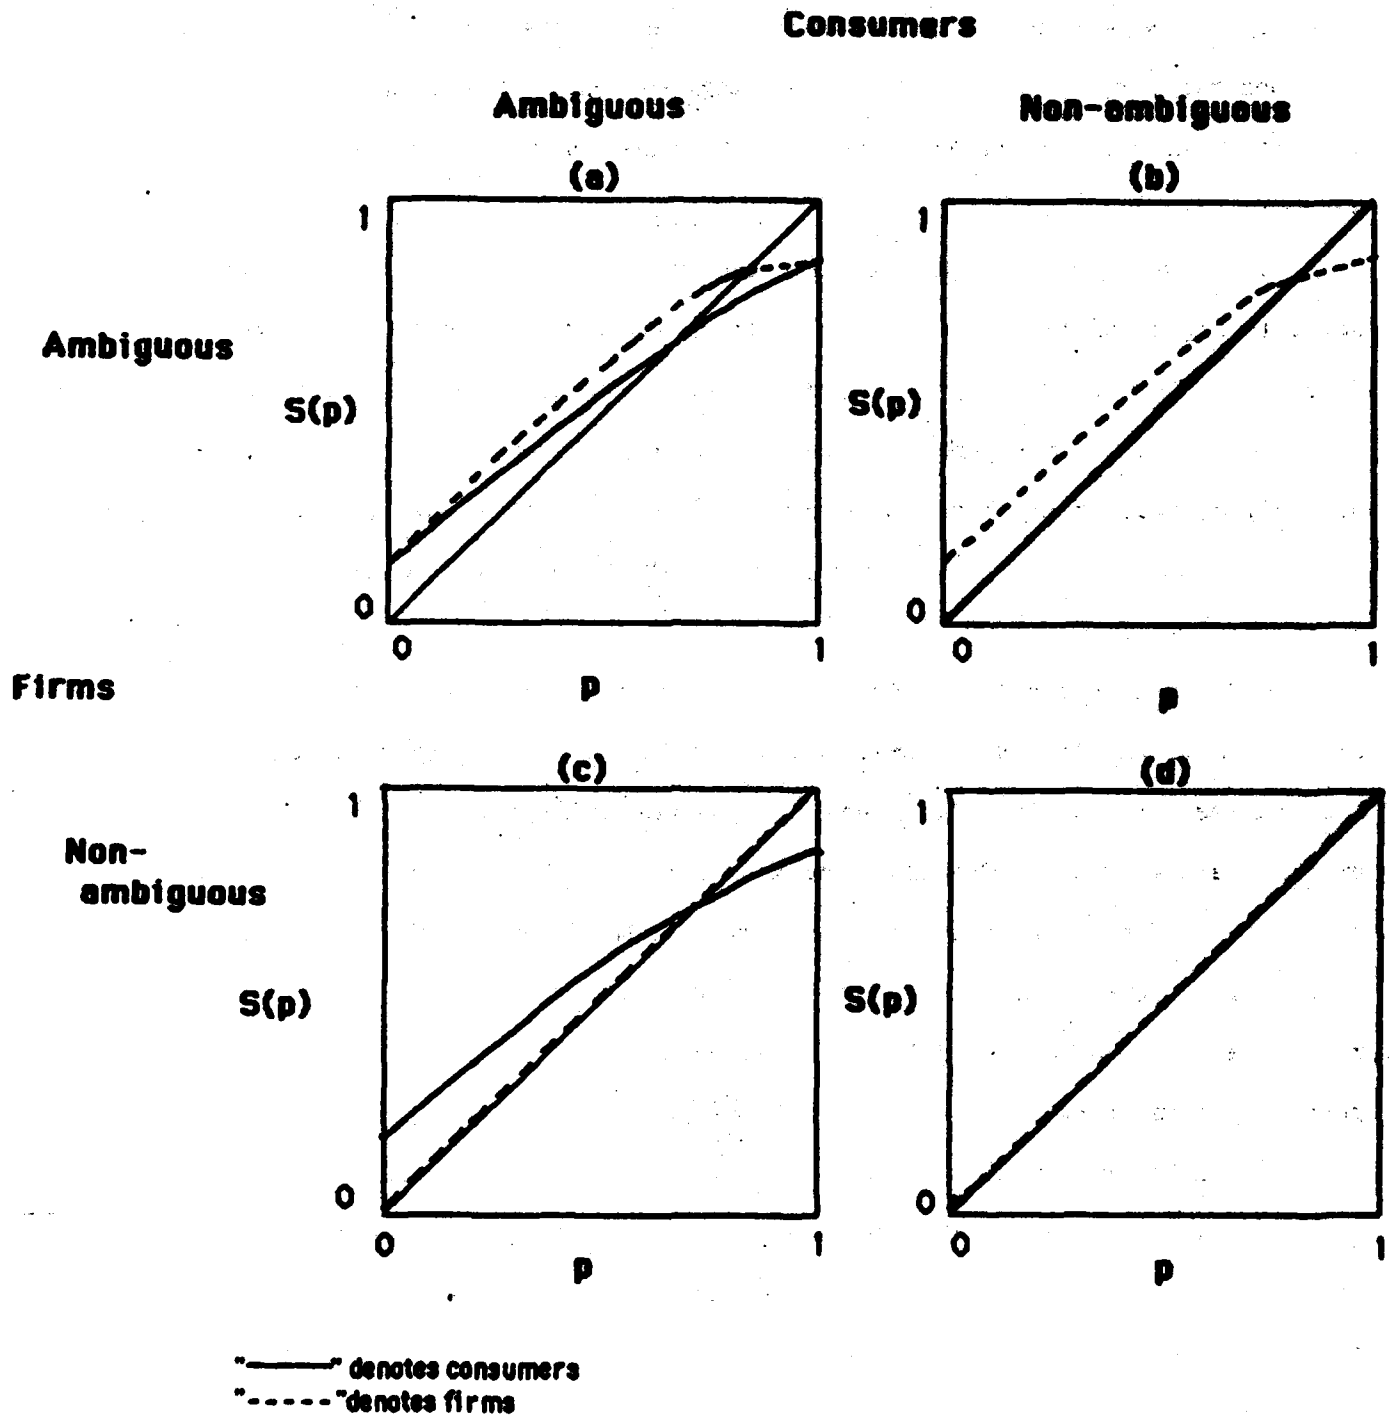 Consumers
Ambiguous
Non-ambiguous
(a)
(b)
1
1
Ambiguous
S(p)
S(p)
0
0
0
1
0
1
Firms
p
p
(c)
(d)
1
1
Non-
ambiguous
S(p)
S(p)
0
0
0
1
0
1
p
p
"———" denotes consumers
"------"denotes firms